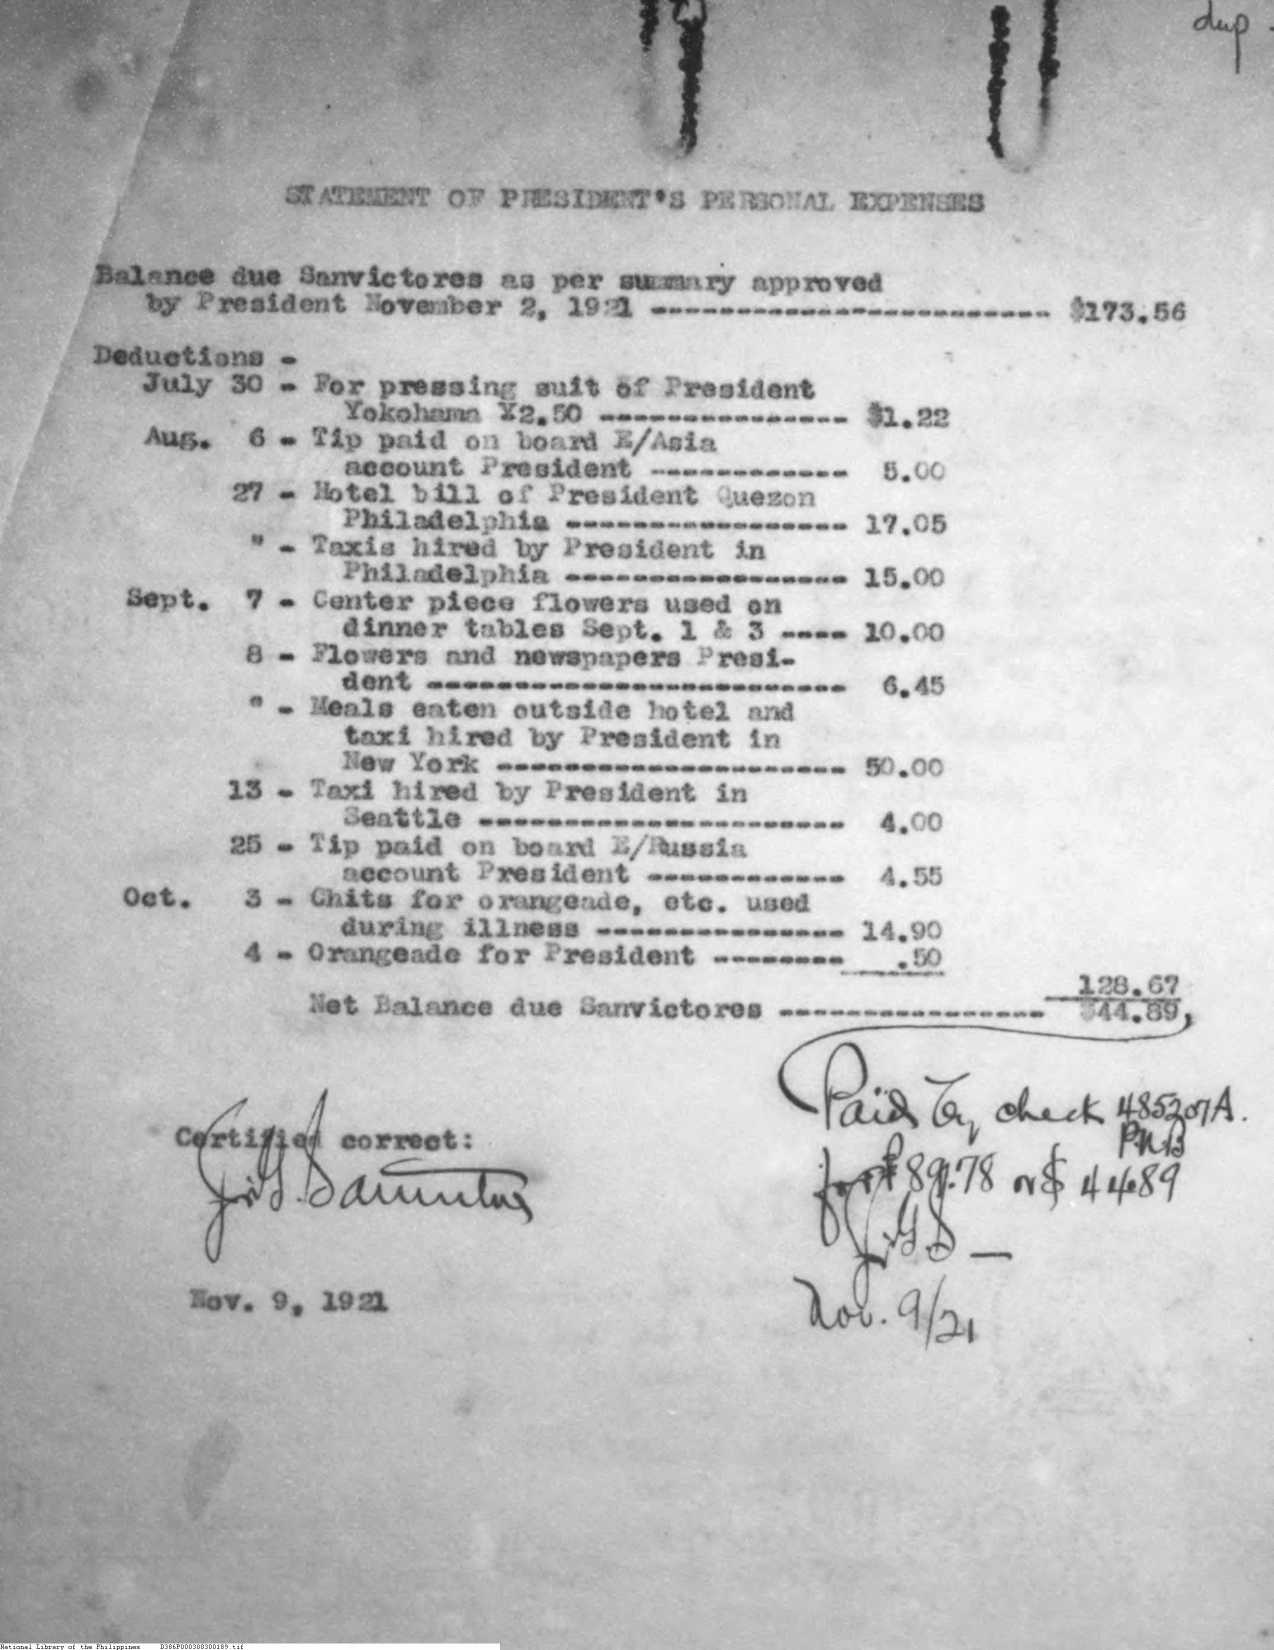 dup.
STATEMENT OF PRESIDENT'S PERSONAL EXPENSES
Balance due Sanvictores as per summary approved
by President November 2, 1921 ------------------------ $173.56
Deductions -
July 30 - For pressing suit of President
Yokohama ¥2.50 --------------- $1.22
Aug. 6 - Tip paid on board E/Asia
account President ------------ 5.00
27 - Hotel bill of President Quezon
Philadelphia ----------------- 17.05
" - Taxis hired by President in
Philadelphia ----------------- 15.00
Sept. 7 - Center piece flowers used on
dinner tables Sept. 1 & 3 ---- 10.00
8 - Flowers and newspapers Presi-
dent ------------------------- 6.45
" - Meals eaten outside hotel and
taxi hired by President in
New York --------------------- 50.00
13 - Taxi hired by President in
Seattle ---------------------- 4.00
25 - Tip paid on board E/Russia
account President ------------ 4.55
Oct. 3 - Chits for orangeade, etc. used
during illness --------------- 14.90
4 - Orangeade for President -------- .50
128.67
Net Balance due Sanvictores ---------------- $44.89
Paid by check 485207A.
PNB
for ₱89.78 or $44.89
J.G.S.
Nov. 9/21
Certified correct:
J.G. Sanvictores
Nov. 9, 1921
National Library of the Philippines D386P000300300189.tif